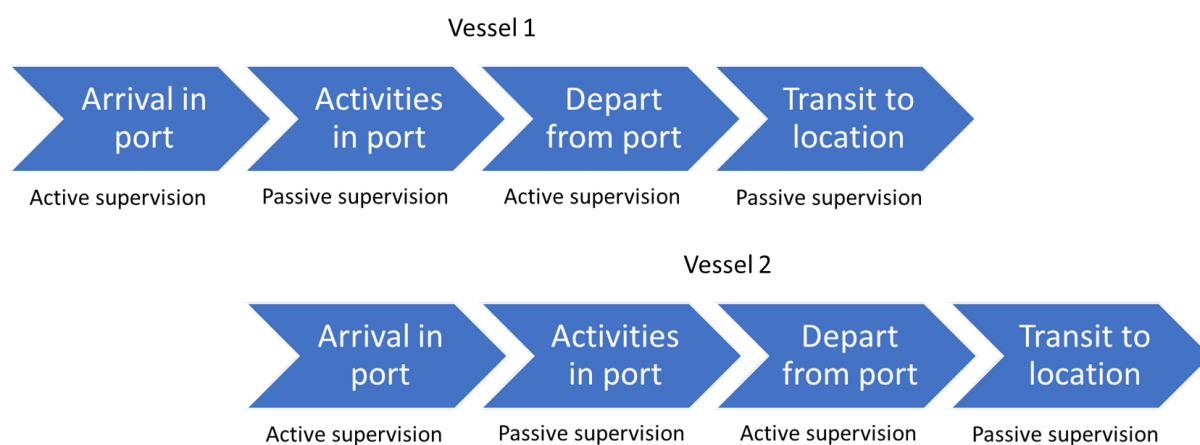 Vessel 1
Arrival in
port
Activities
in port
Depart
from port
Transit to
location
Active supervision
Passive supervision
Active supervision
Passive supervision
Vessel 2
Arrival in
port
Activities
in port
Depart
from port
Transit to
location
Active supervision
Passive supervision
Active supervision
Passive supervision